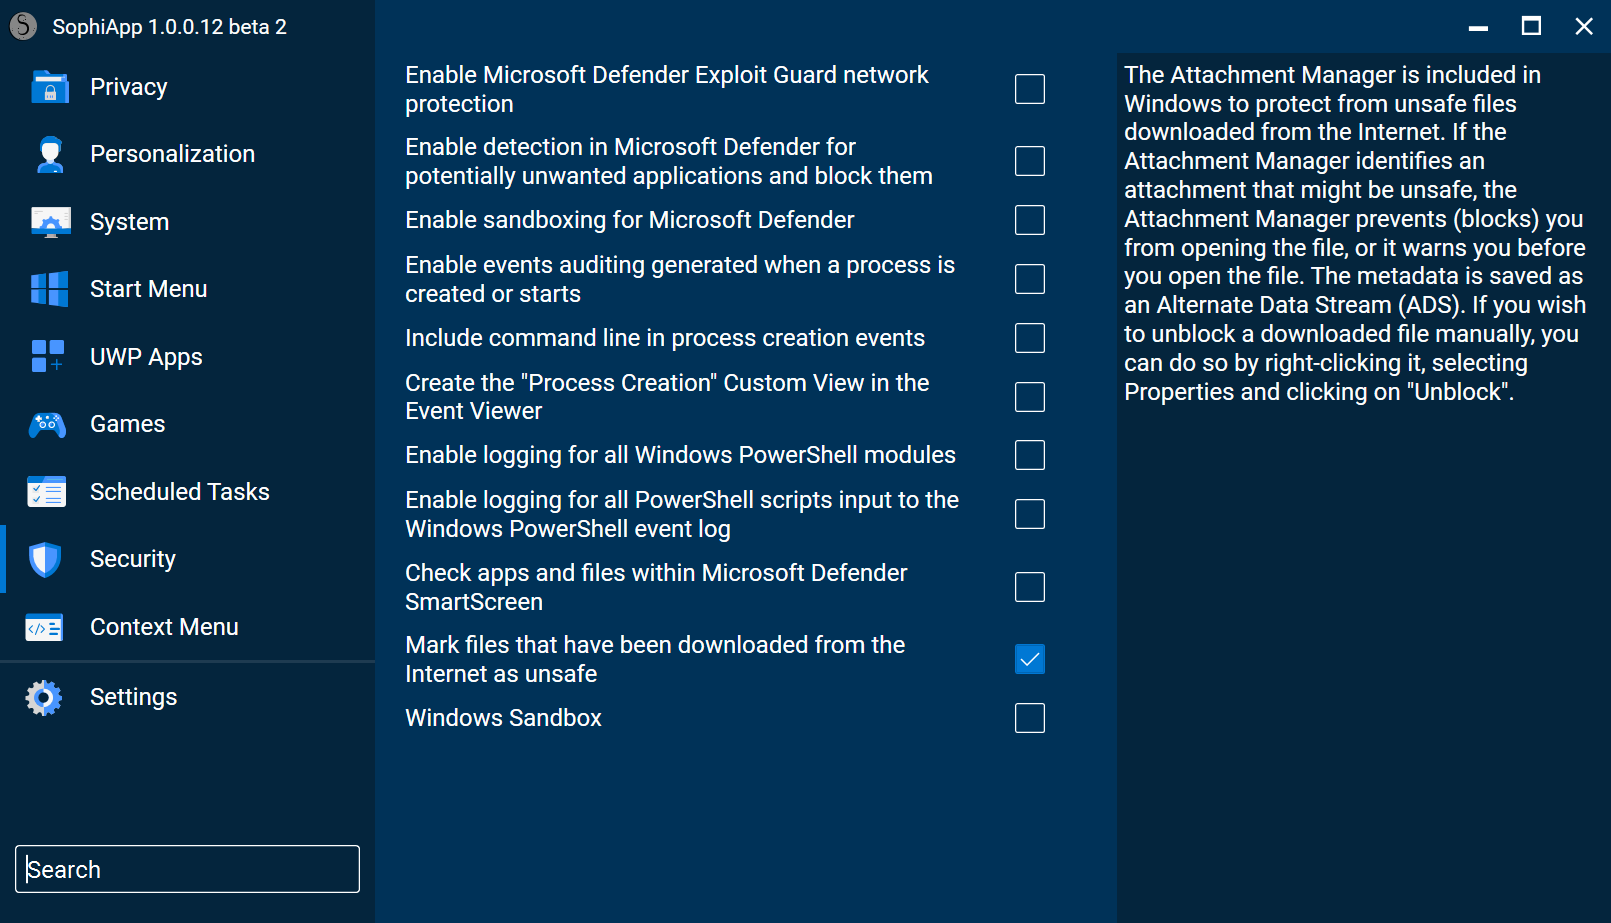 SophiApp 1.0.0.12 beta 2
Privacy
Personalization
System
Start Menu
UWP Apps
Games
Scheduled Tasks
Security
Context Menu
Settings
Search
Enable Microsoft Defender Exploit Guard network
protection
Enable detection in Microsoft Defender for
potentially unwanted applications and block them
Enable sandboxing for Microsoft Defender
Enable events auditing generated when a process is
created or starts
Include command line in process creation events
Create the "Process Creation" Custom View in the
Event Viewer
Enable logging for all Windows PowerShell modules
Enable logging for all PowerShell scripts input to the
Windows PowerShell event log
Check apps and files within Microsoft Defender
SmartScreen
Mark files that have been downloaded from the
Internet as unsafe
Windows Sandbox
The Attachment Manager is included in
Windows to protect from unsafe files
downloaded from the Internet. If the
Attachment Manager identifies an
attachment that might be unsafe, the
Attachment Manager prevents (blocks) you
from opening the file, or it warns you before
you open the file. The metadata is saved as
an Alternate Data Stream (ADS). If you wish
to unblock a downloaded file manually, you
can do so by right-clicking it, selecting
Properties and clicking on "Unblock".